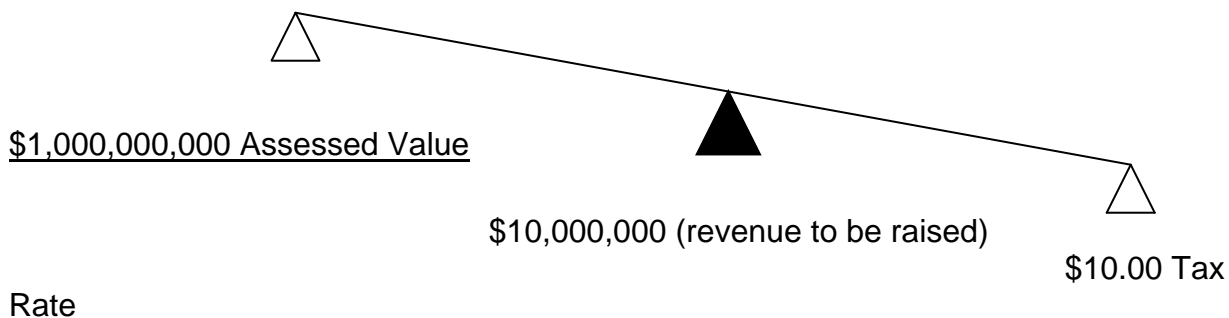 $1,000,000,000 Assessed Value
$10,000,000 (revenue to be raised)
$10.00 Tax
Rate